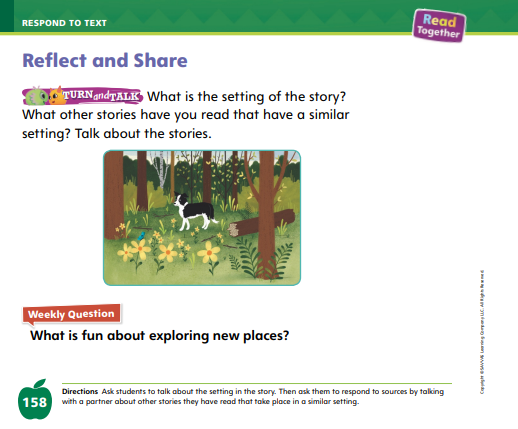 RESPOND TO TEXT
Read
Together
Reflect and Share
TURNandTALK What is the setting of the story?
What other stories have you read that have a similar
setting? Talk about the stories.
Weekly Question
What is fun about exploring new places?
Copyright © SAVVAS Learning Company LLC. All Rights Reserved.
158
Directions Ask students to talk about the setting in the story. Then ask them to respond to sources by talking
with a partner about other stories they have read that take place in a similar setting.